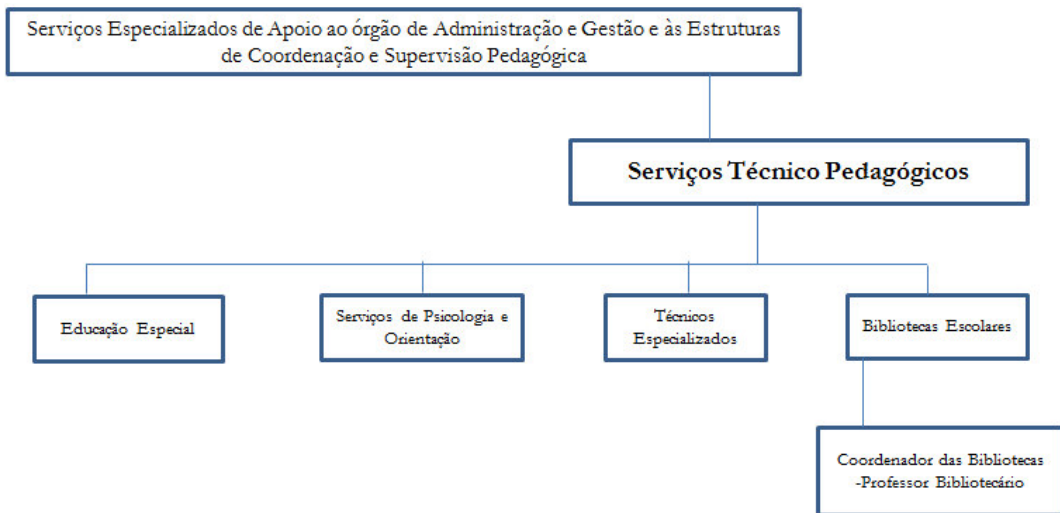 Serviços Especializados de Apoio ao órgão de Administração e Gestão e às Estruturas
de Coordenação e Supervisão Pedagógica
Serviços Técnico Pedagógicos
Educação Especial
Serviços de Psicologia e
Orientação
Técnicos
Especializados
Bibliotecas Escolares
Coordenador das Bibliotecas
-Professor Bibliotecário